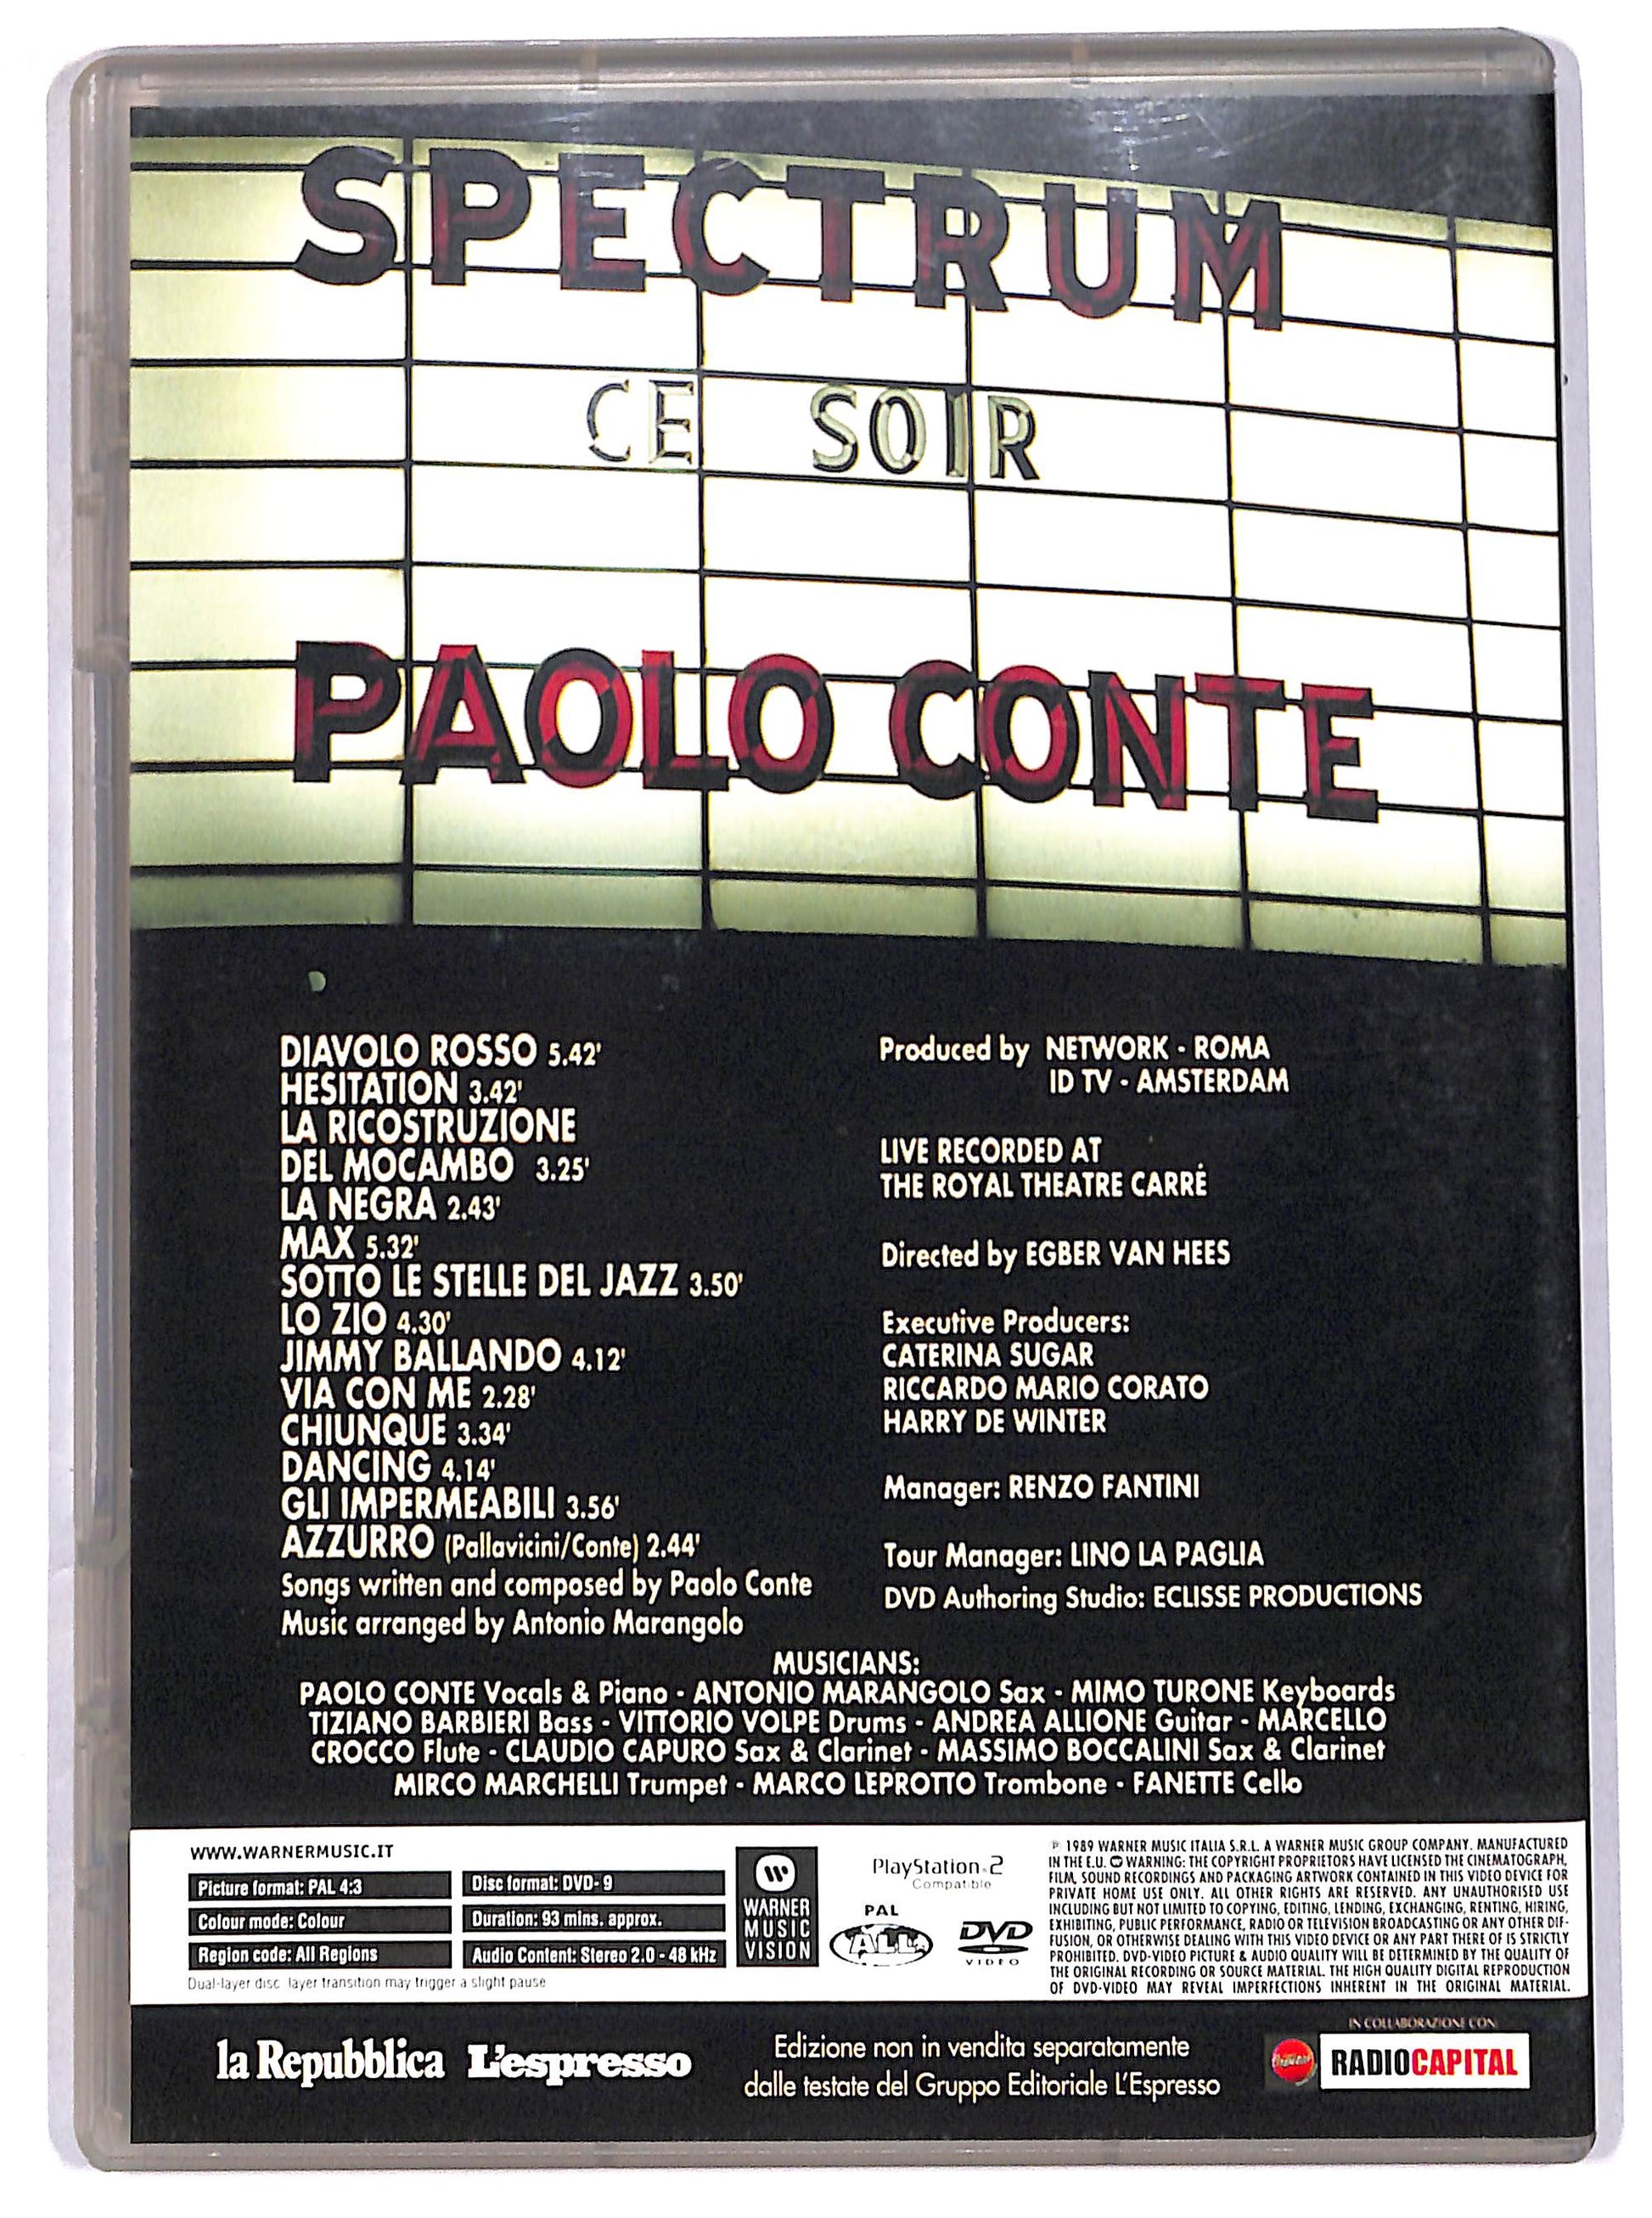 SPECTRUM
CE SOIR
PAOLO CONTE
DIAVOLO ROSSO 5.42'
HESITATION 3.42'
LA RICOSTRUZIONE
DEL MOCAMBO 3.25'
LA NEGRA 2.43'
MAX 5.32'
SOTTO LE STELLE DEL JAZZ 3.50'
LO ZIO 4.30'
JIMMY BALLANDO 4.12'
VIA CON ME 2.28'
CHIUNQUE 3.34'
DANCING 4.14'
GLI IMPERMEABILI 3.56'
AZZURRO (Pallavicini/Conte) 2.44'
Songs written and composed by Paolo Conte
Music arranged by Antonio Marangolo
Produced by NETWORK - ROMA
ID TV - AMSTERDAM
LIVE RECORDED AT
THE ROYAL THEATRE CARRÈ
Directed by EGBER VAN HEES
Executive Producers:
CATERINA SUGAR
RICCARDO MARIO CORATO
HARRY DE WINTER
Manager: RENZO FANTINI
Tour Manager: LINO LA PAGLIA
DVD Authoring Studio: ECLISSE PRODUCTIONS
MUSICIANS:
PAOLO CONTE Vocals & Piano - ANTONIO MARANGOLO Sax - MIMO TURONE Keyboards
TIZIANO BARBIERI Bass - VITTORIO VOLPE Drums - ANDREA ALLIONE Guitar - MARCELLO
CROCCO Flute - CLAUDIO CAPURO Sax & Clarinet - MASSIMO BOCCALINI Sax & Clarinet
MIRCO MARCHELLI Trumpet - MARCO LEPROTTO Trombone - FANETTE Cello
WWW.WARNERMUSIC.IT
Picture format: PAL 4:3
Colour mode: Colour
Region code: All Regions
Disc format: DVD- 9
Duration: 93 mins. approx.
Audio Content: Stereo 2.0 - 48 kHz
Dual-layer disc layer transition may trigger a slight pause
WARNER
MUSIC
VISION
PlayStation 2
Compatible
PAL
ALL
DVD
VIDEO
℗ 1989 WARNER MUSIC ITALIA S.R.L. A WARNER MUSIC GROUP COMPANY. MANUFACTURED
IN THE E.U. WARNING: THE COPYRIGHT PROPRIETORS HAVE LICENSED THE CINEMATOGRAPH,
FILM, SOUND RECORDINGS AND PACKAGING ARTWORK CONTAINED IN THIS VIDEO DEVICE FOR
PRIVATE HOME USE ONLY. ALL OTHER RIGHTS ARE RESERVED. ANY UNAUTHORISED USE
INCLUDING BUT NOT LIMITED TO COPYING, EDITING, LENDING, EXCHANGING, RENTING, HIRING,
EXHIBITING, PUBLIC PERFORMANCE, RADIO OR TELEVISION BROADCASTING OR ANY OTHER DIF-
FUSION, OR OTHERWISE DEALING WITH THIS VIDEO DEVICE OR ANY PART THERE OF IS STRICTLY
PROHIBITED. DVD-VIDEO PICTURE & AUDIO QUALITY WILL BE DETERMINED BY THE QUALITY OF
THE ORIGINAL RECORDING OR SOURCE MATERIAL. THE HIGH QUALITY DIGITAL REPRODUCTION
OF DVD-VIDEO MAY REVEAL IMPERFECTIONS INHERENT IN THE ORIGINAL MATERIAL.
la Repubblica L'espresso
Edizione non in vendita separatamente
dalle testate del Gruppo Editoriale L'Espresso
IN COLLABORAZIONE CON
RADIOCAPITAL